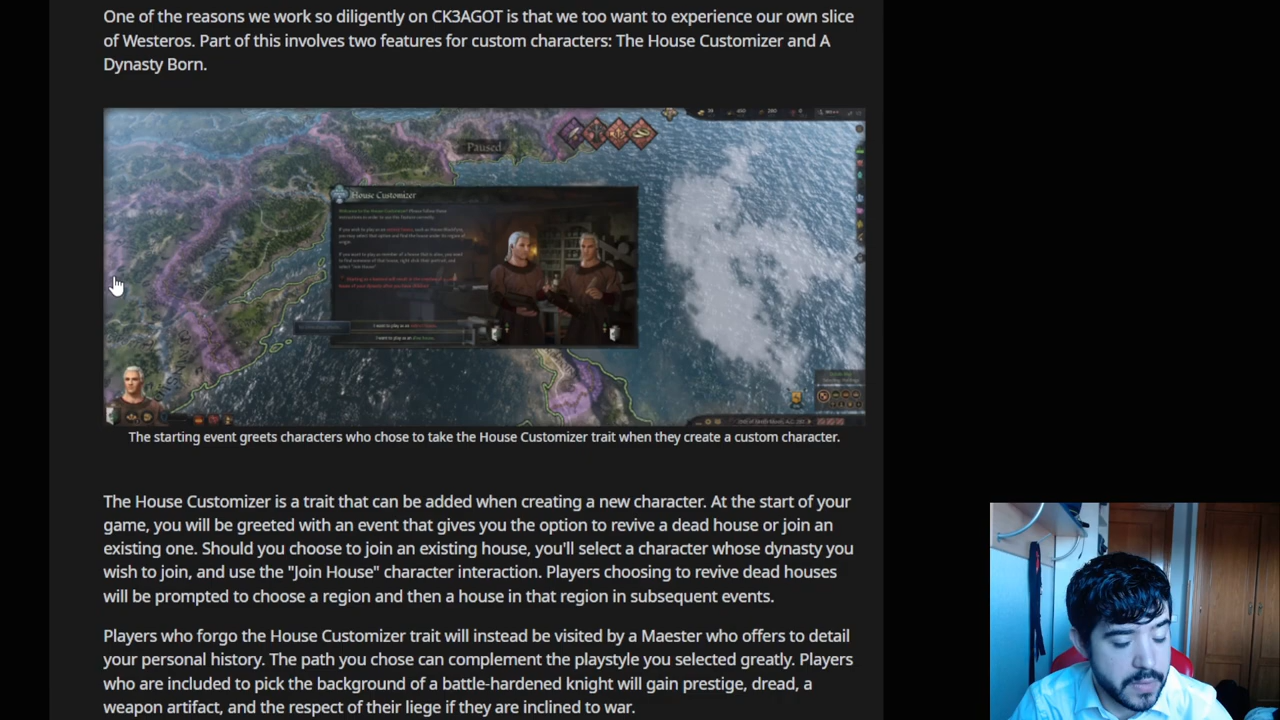 One of the reasons we work so diligently on CK3AGOT is that we too want to experience our own slice
of Westeros. Part of this involves two features for custom characters: The House Customizer and A
Dynasty Born.
Paused
House Customizer
The starting event greets characters who chose to take the House Customizer trait when they create a custom character.
The House Customizer is a trait that can be added when creating a new character. At the start of your
game, you will be greeted with an event that gives you the option to revive a dead house or join an
existing one. Should you choose to join an existing house, you'll select a character whose dynasty you
wish to join, and use the "Join House" character interaction. Players choosing to revive dead houses
will be prompted to choose a region and then a house in that region in subsequent events.
Players who forgo the House Customizer trait will instead be visited by a Maester who offers to detail
your personal history. The path you chose can complement the playstyle you selected greatly. Players
who are included to pick the background of a battle-hardened knight will gain prestige, dread, a
weapon artifact, and the respect of their liege if they are inclined to war.